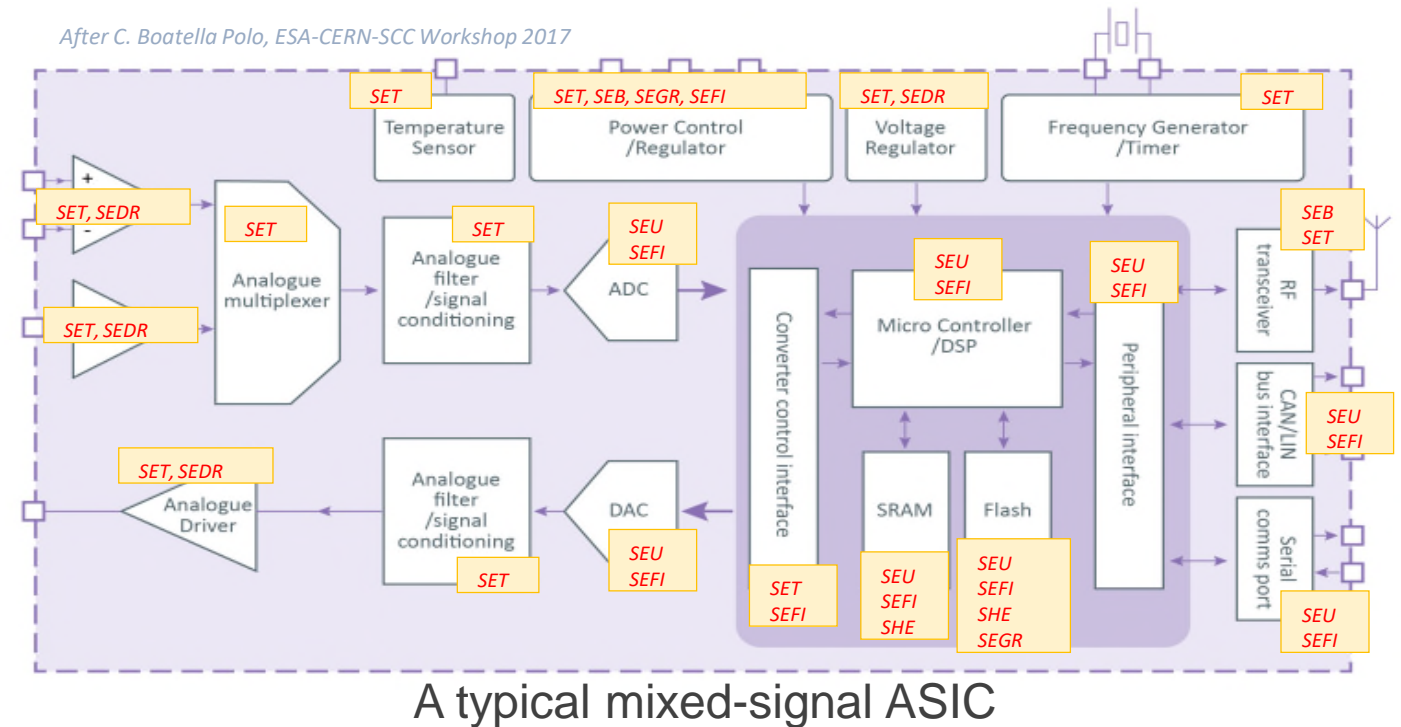 After C. Boatella Polo, ESA-CERN-SCC Workshop 2017
SET
Temperature
Sensor
SET, SEB, SEGR, SEFI
Power Control
/Regulator
SET, SEDR
Voltage
Regulator
SET
Frequency Generator
/Timer
+
SET, SEDR
-
SET, SEDR
SET
Analogue
multiplexer
SET
Analogue
filter
/signal
conditioning
SEU
SEFI
ADC
Converter control interface
SET
SEFI
SEU
SEFI
Micro Controller
/DSP
SEU
SEFI
Peripheral interface
SEB
SET
RF
transceiver
CAN/LIN
bus interface
SEU
SEFI
Serial
comms port
SEU
SEFI
SET, SEDR
Analogue
Driver
Analogue
filter
/signal
conditioning
SET
DAC
SEU
SEFI
SRAM
SEU
SEFI
SHE
Flash
SEU
SEFI
SHE
SEGR
A typical mixed-signal ASIC